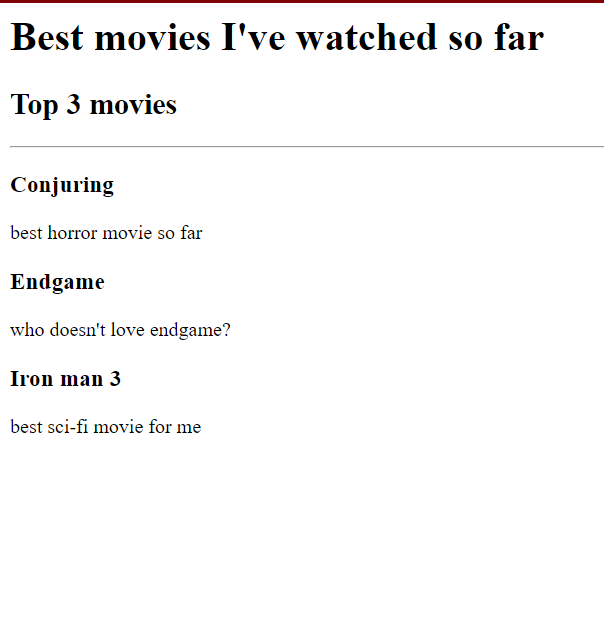 Best movies I've watched so far
Top 3 movies
Conjuring
best horror movie so far
Endgame
who doesn't love endgame?
Iron man 3
best sci-fi movie for me